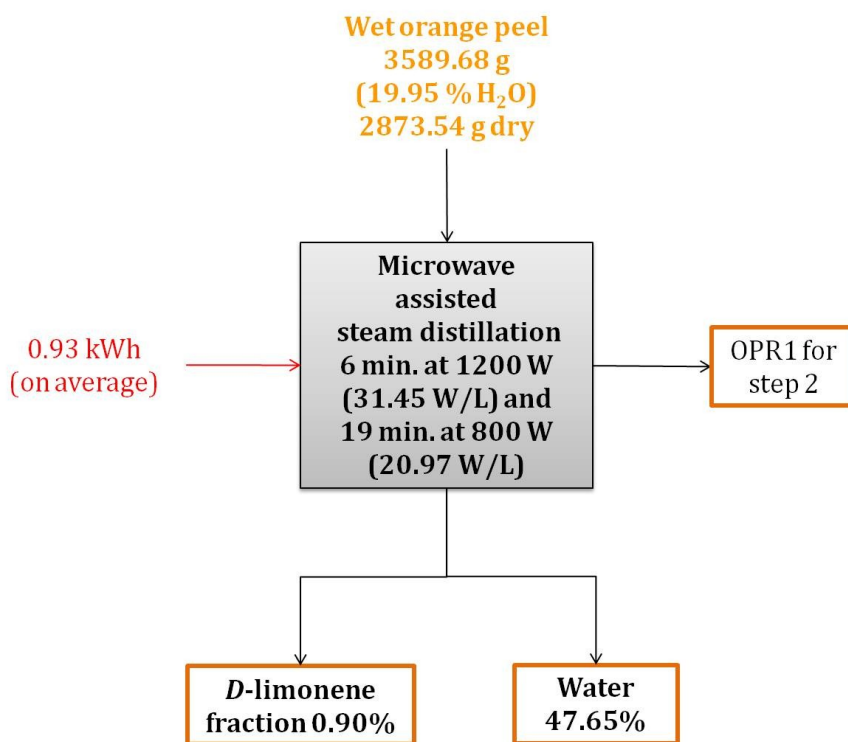 Wet orange peel
3589.68 g
(19.95 % H₂O)
2873.54 g dry
Microwave
assisted
steam distillation
6 min. at 1200 W
(31.45 W/L) and
19 min. at 800 W
(20.97 W/L)
0.93 kWh
(on average)
OPR1 for
step 2
D-limonene
fraction 0.90%
Water
47.65%